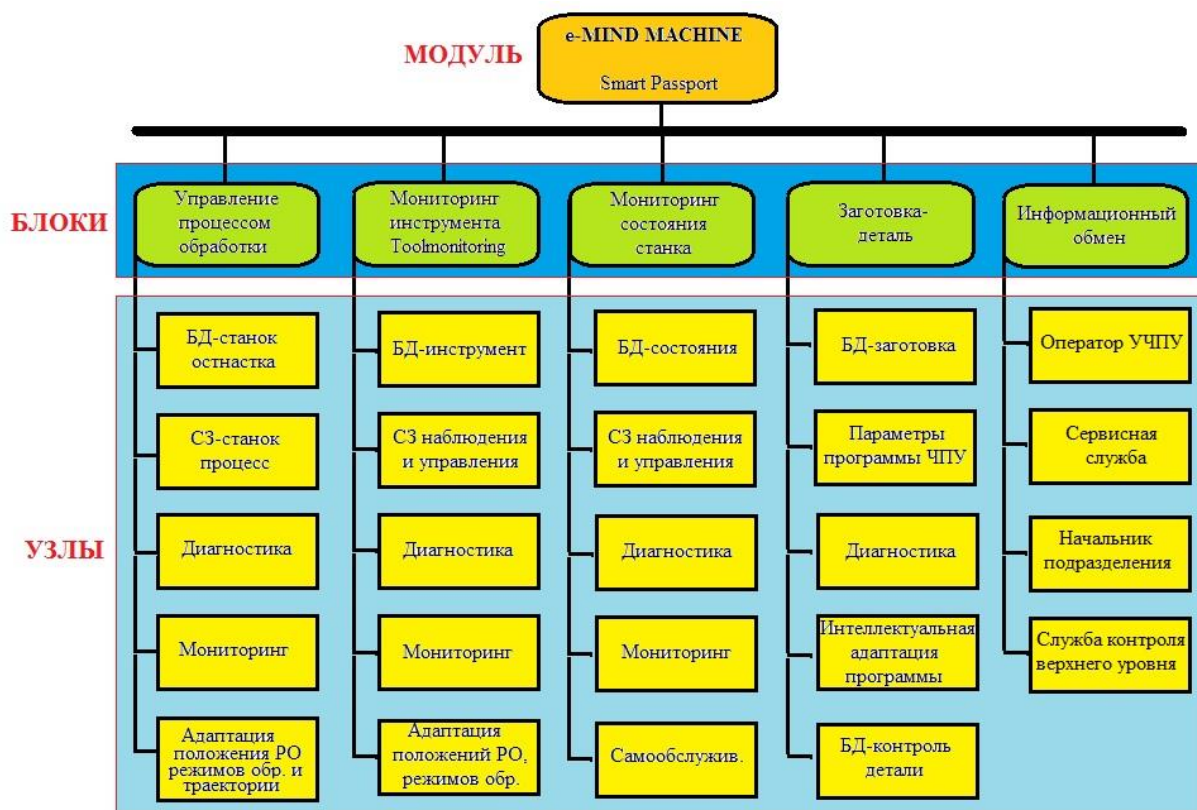 e-MIND MACHINE
МОДУЛЬ
Smart Passport
БЛОКИ
Управление
процессом
обработки
Мониторинг
инструмента
Toolmonitoring
Мониторинг
состояния
станка
Заготовка-
деталь
Информационный
обмен
УЗЛЫ
БД-станок
остнастка
СЗ-станок
процесс
Диагностика
Мониторинг
Адаптация
положения РО
режимов обр. и
траектории
БД-инструмент
СЗ наблюдения
и управления
Диагностика
Мониторинг
Адаптация
положений РО,
режимов обр.
БД-состояния
СЗ наблюдения
и управления
Диагностика
Мониторинг
Самообслужив.
БД-заготовка
Параметры
программы ЧПУ
Диагностика
Интеллектуальная
адаптация
программы
БД-контроль
детали
Оператор УЧПУ
Сервисная
служба
Начальник
подразделения
Служба контроля
верхнего уровня